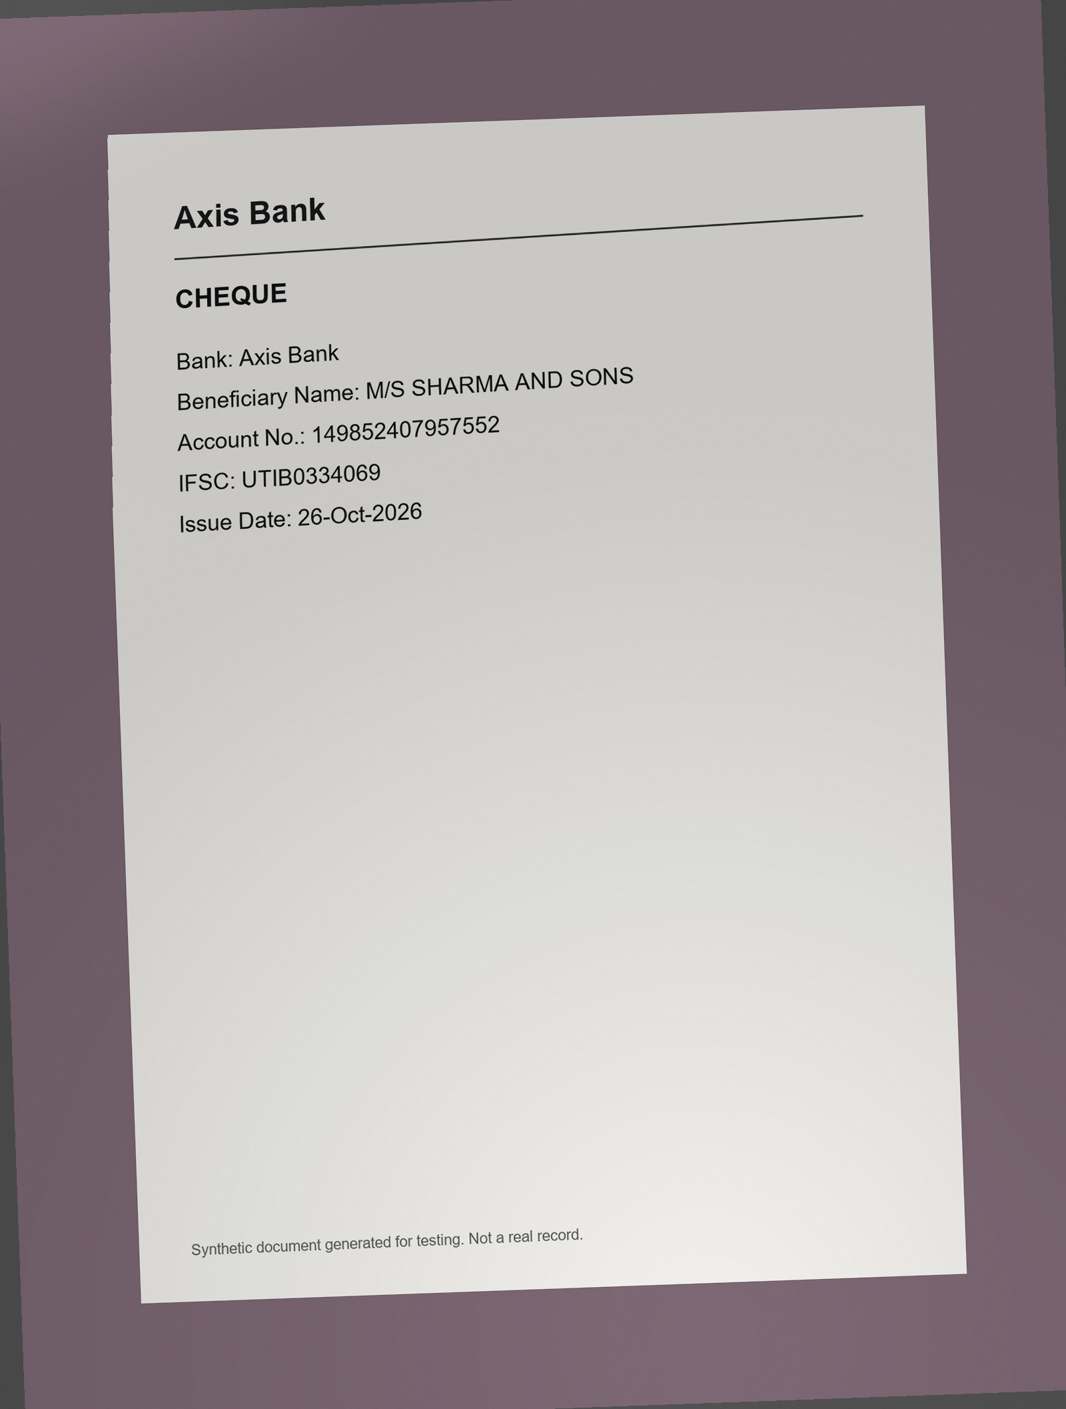 Axis Bank
CHEQUE
Bank: Axis Bank
Beneficiary Name: M/S SHARMA AND SONS
Account No.: 149852407957552
IFSC: UTIB0334069
Issue Date: 26-Oct-2026
Synthetic document generated for testing. Not a real record.